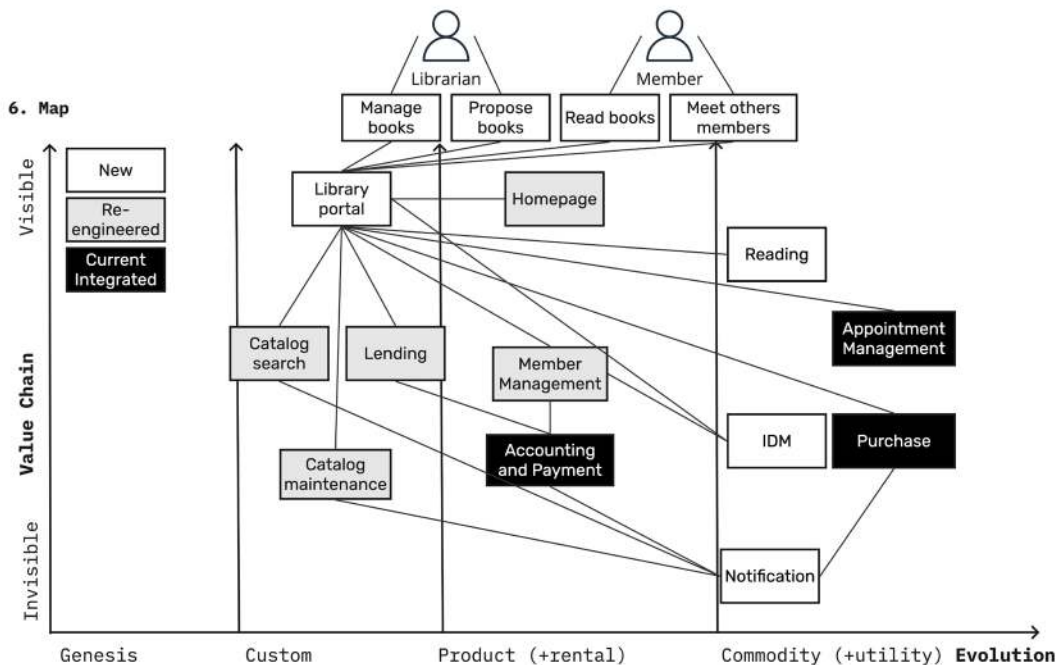 Librarian
Member
6. Map
Manage
books
Propose
books
Read books
Meet others
members
New
Re-
engineered
Current
Integrated
Library
portal
Homepage
Reading
Appointment
Management
Catalog
search
Lending
Member
Management
IDM
Purchase
Accounting
and Payment
Catalog
maintenance
Notification
Visible
Value Chain
Invisible
Genesis
Custom
Product (+rental)
Commodity (+utility)
Evolution